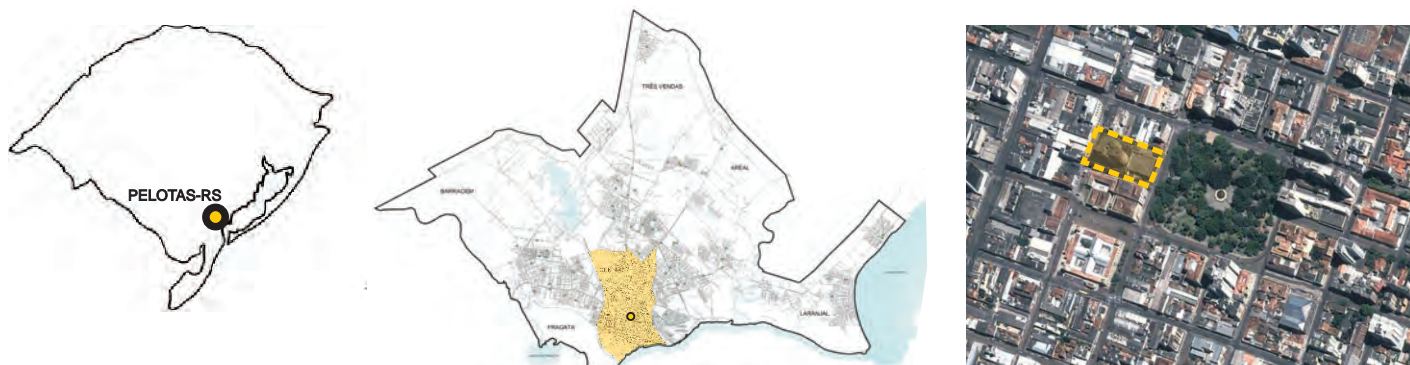 PELOTAS-RS
TRÊS VENDAS
AREAL
BARRAGEM
FRAGATA
LARANJAL